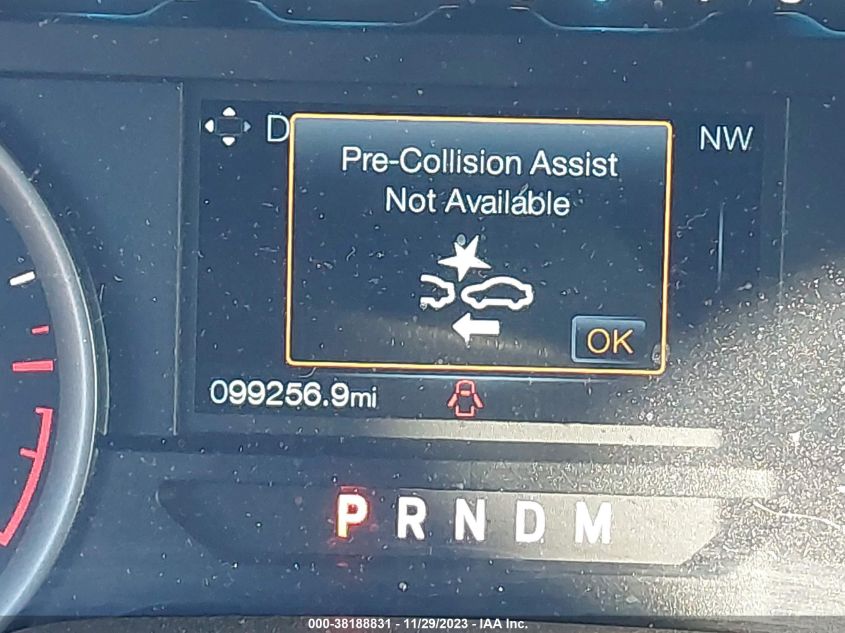 D
NW
Pre-Collision Assist
Not Available
OK
099256.9mi
P R N D M
000-38188831 - 11/29/2023 - IAA Inc.